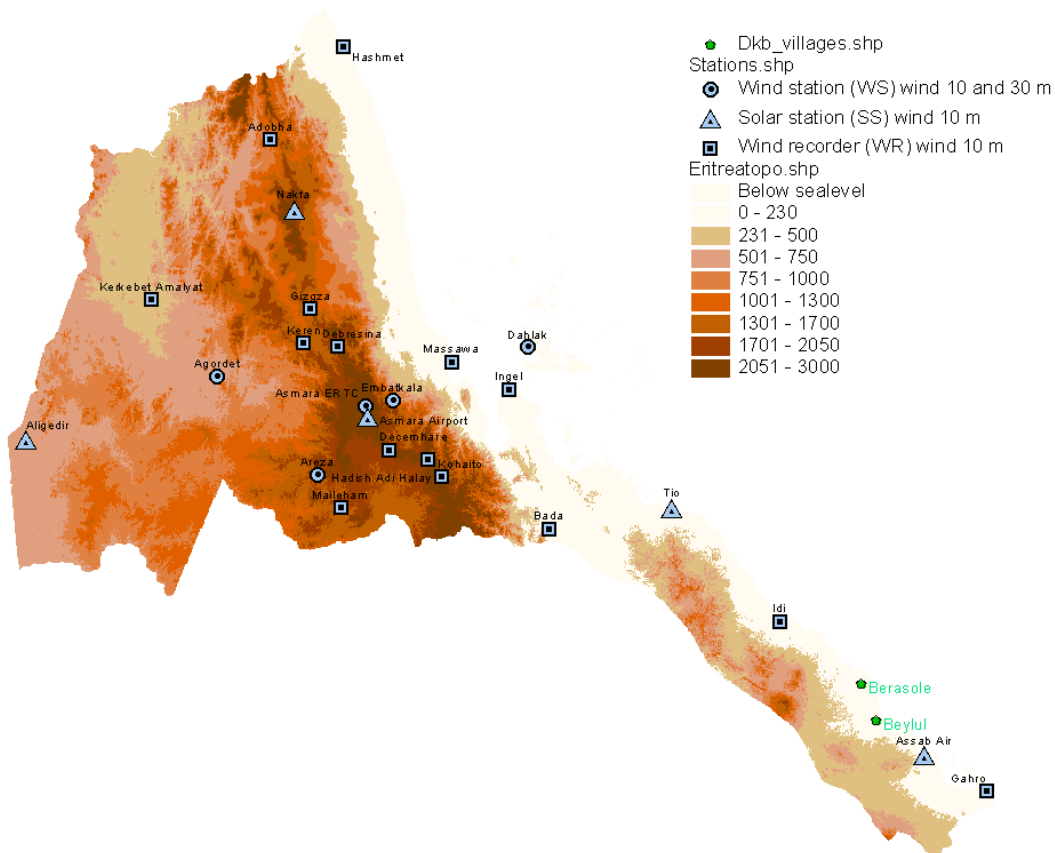 Hashmet
Dkb_villages.shp
Stations.shp
Wind station (WS) wind 10 and 30 m
Solar station (SS) wind 10 m
Wind recorder (WR) wind 10 m
Eritreatopo.shp
Below sealevel
0 - 230
231 - 500
501 - 750
751 - 1000
1001 - 1300
1301 - 1700
1701 - 2050
2051 - 3000
Adobha
Nakfa
Kerkebet Amalyat
Gizgza
Keren
Debresina
Massawa
Dahlak
Agordet
Ingel
Asmara ERTC
Embatkala
Asmara Airport
Aligedir
Decemhare
Areza
Hadish Adi Halay
Kohaito
Maileham
Bada
Tio
Idi
Berasole
Beylul
Assab Air
Gahro